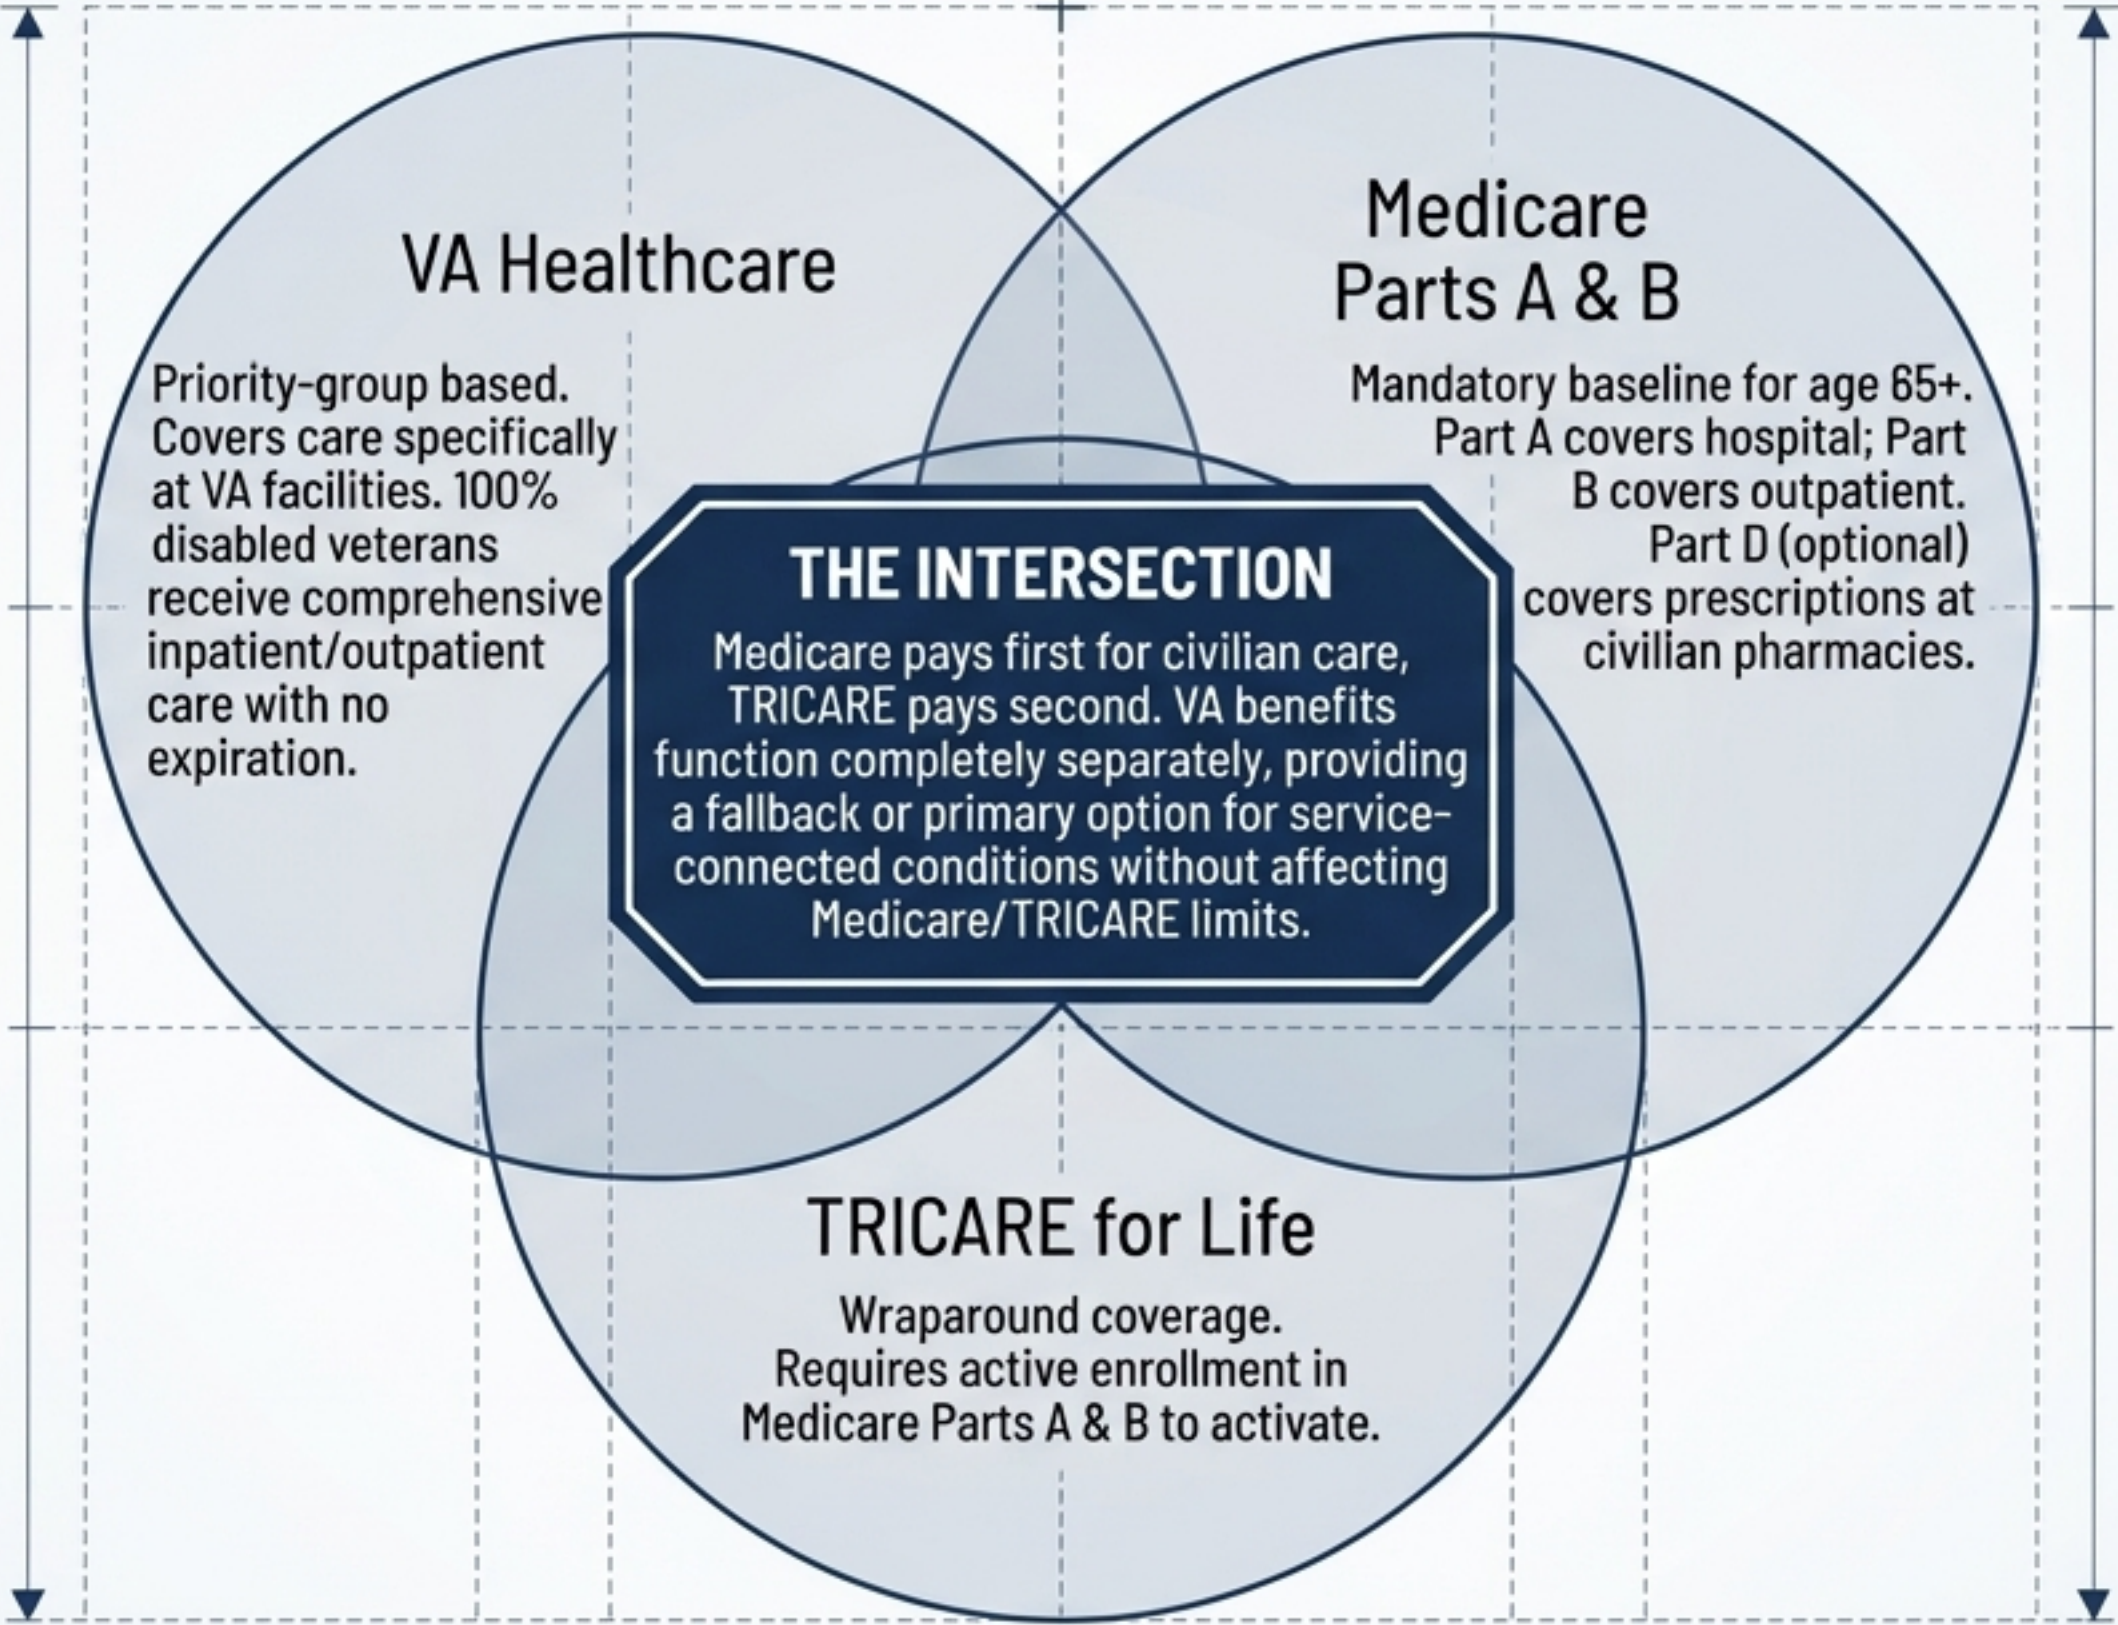 VA Healthcare
Priority-group based.
Covers care specifically
at VA facilities. 100%
disabled veterans
receive comprehensive
inpatient/outpatient
care with no
expiration.
Medicare
Parts A & B
Mandatory baseline for age 65+.
Part A covers hospital; Part
B covers outpatient.
Part D (optional)
covers prescriptions at
civilian pharmacies.
THE INTERSECTION
Medicare pays first for civilian care,
TRICARE pays second. VA benefits
function completely separately, providing
a fallback or primary option for service-
connected conditions without affecting
Medicare/TRICARE limits.
TRICARE for Life
Wraparound coverage.
Requires active enrollment in
Medicare Parts A & B to activate.